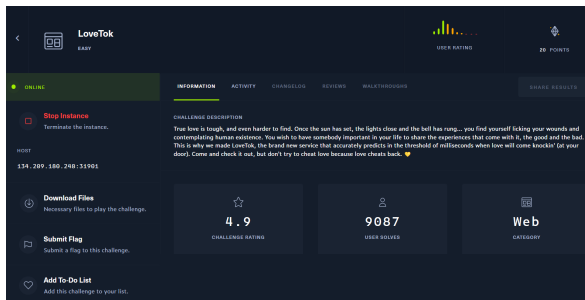 LoveTok
EASY
USER RATING
20 POINTS
ONLINE
INFORMATION ACTIVITY CHANGELOG REVIEWS WALKTHROUGHS
SHARE RESULTS
Stop Instance
Terminate the instance.
HOST
134.209.180.248:31901
Download Files
Necessary files to play the challenge.
Submit Flag
Submit a flag to this challenge.
Add To-Do List
Add this challenge to your list.
CHALLENGE DESCRIPTION
True love is tough, and even harder to find. Once the sun has set, the lights close and the bell has rung... you find yourself licking your wounds and
contemplating human existence. You wish to have somebody important in your life to share the experiences that come with it, the good and the bad.
This is why we made LoveTok, the brand new service that accurately predicts in the threshold of milliseconds when love will come knockin' (at your
door). Come and check it out, but don't try to cheat love because love cheats back. 💛
4.9
CHALLENGE RATING
9087
USER SOLVES
Web
CATEGORY